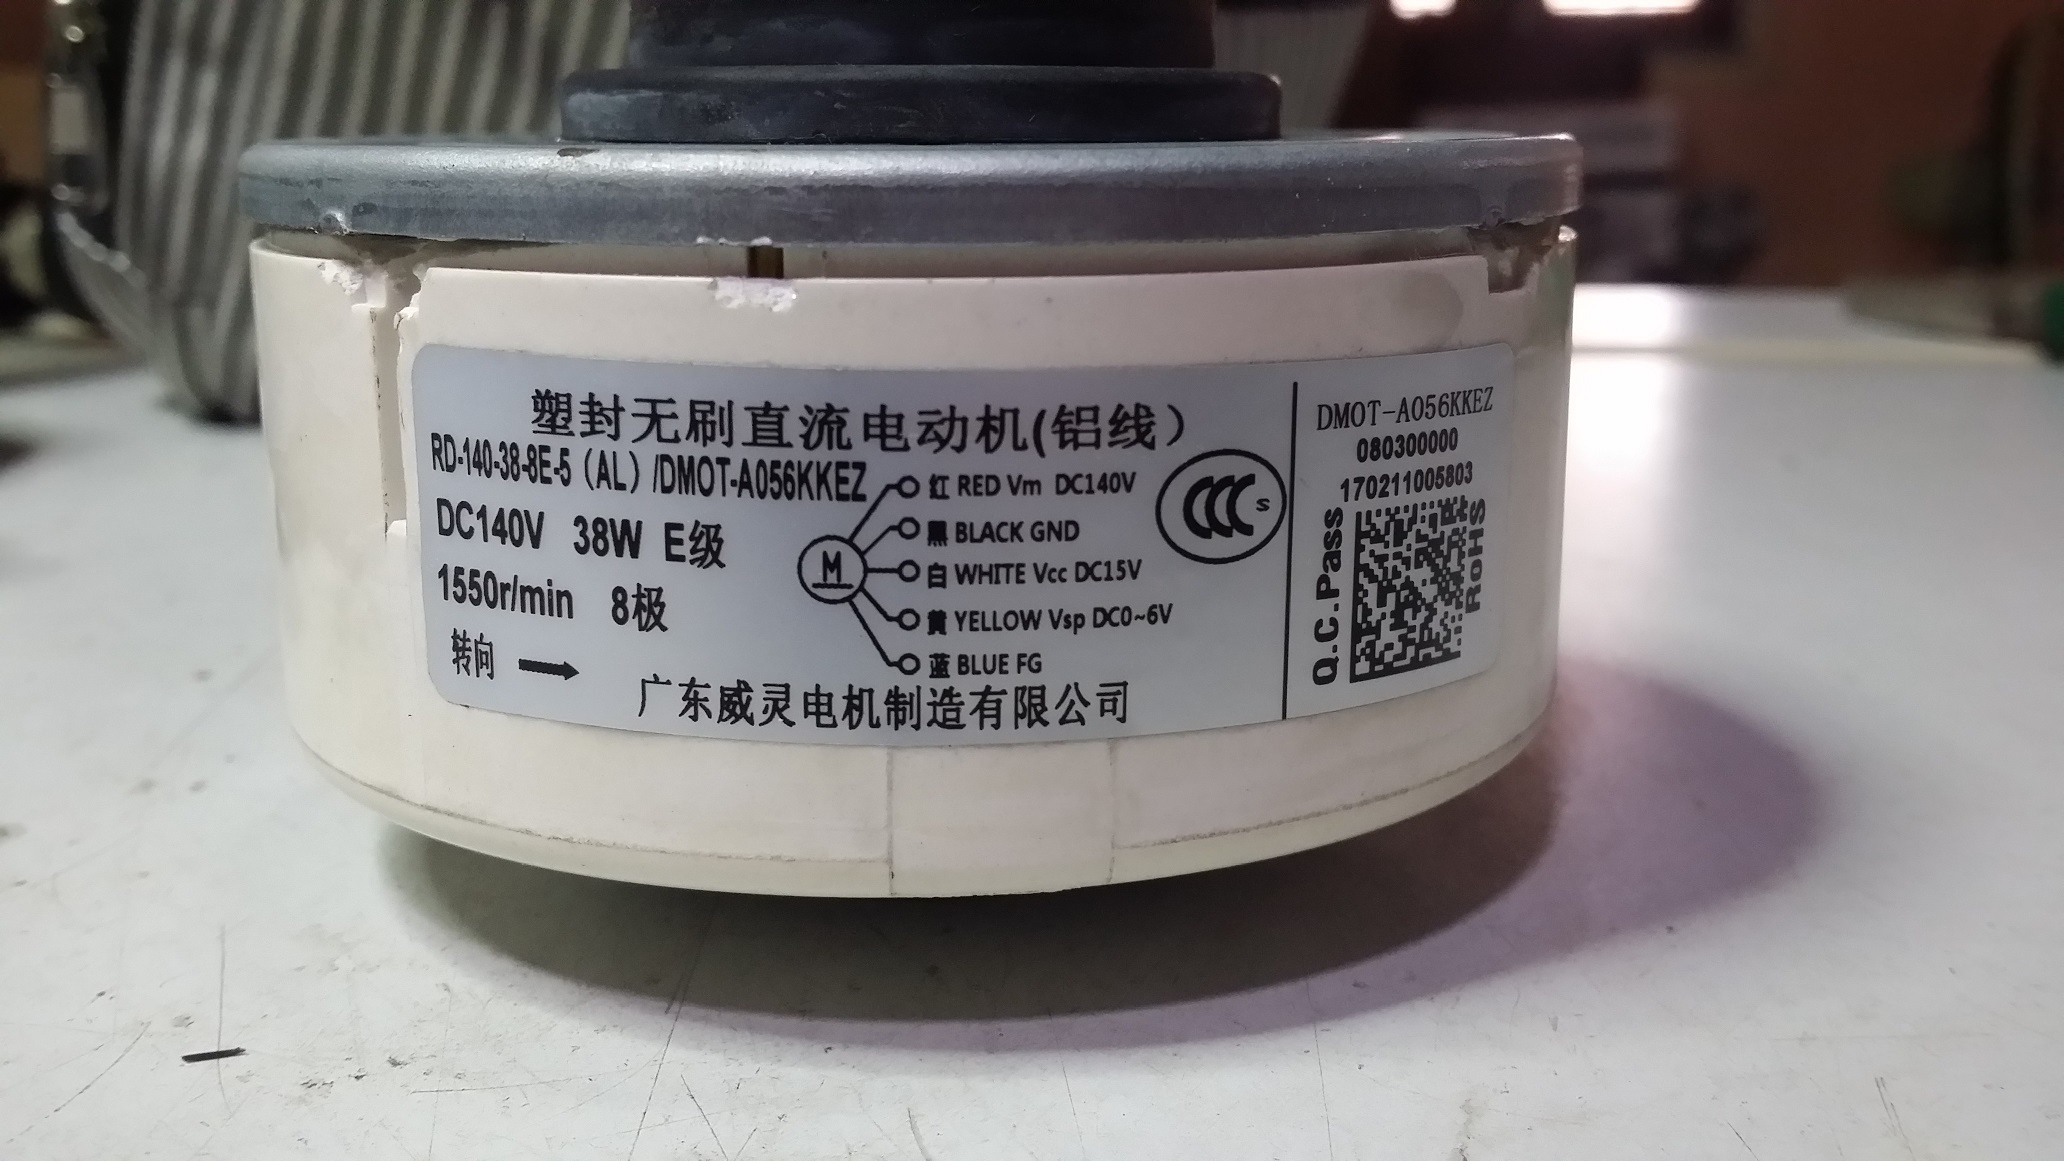 塑封无刷直流电动机(铝线)
RD-140-38-8E-5（AL）/DMOT-A056KKEZ
DC140V 38W E级
1550r/min 8极
转向
M
红 RED Vm DC140V
黑 BLACK GND
白 WHITE Vcc DC15V
黄 YELLOW Vsp DC0~6V
蓝 BLUE FG
广东威灵电机制造有限公司
CCC S
DMOT-A056KKEZ
080300000
170211005803
Q.C.Pass
RoHS